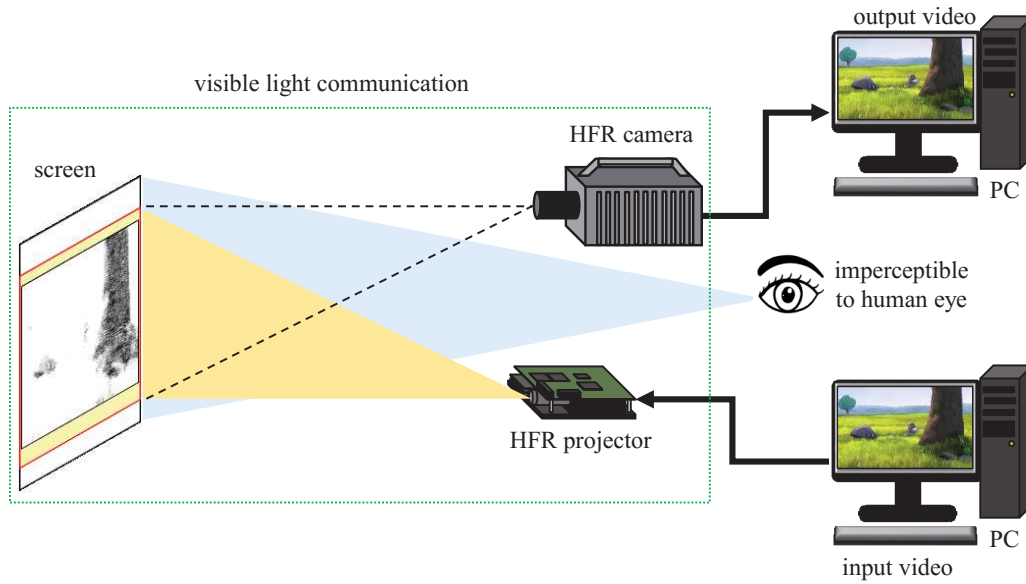 output video
visible light communication
HFR camera
screen
PC
imperceptible
to human eye
HFR projector
PC
input video